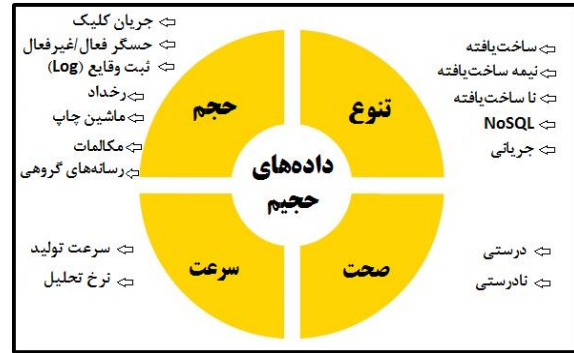 داده‌های
حجیم
تنوع
ساخت‌یافته
نیمه ساخت‌یافته
نا ساخت‌یافته
NoSQL
جریانی
حجم
جریان کلیک
حسگر فعال/غیرفعال
ثبت وقایع (Log)
رخداد
ماشین چاپ
مکالمات
رسانه‌های گروهی
صحت
درستی
نادرستی
سرعت
سرعت تولید
نرخ تحلیل